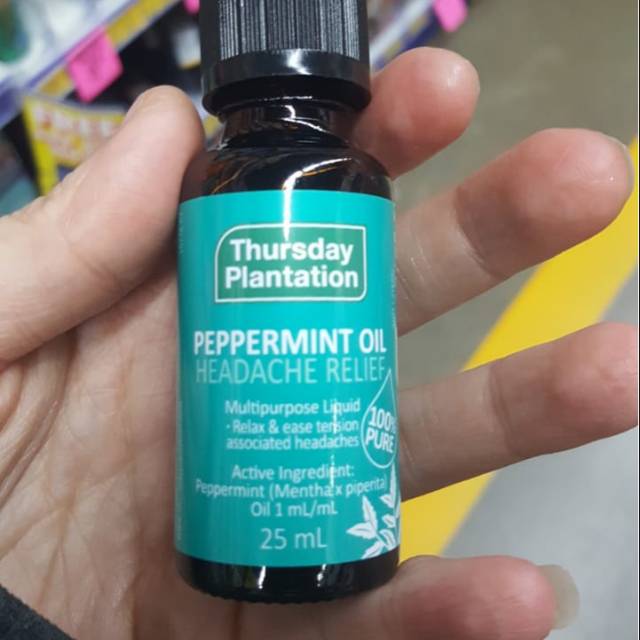 Thursday
Plantation
PEPPERMINT OIL
HEADACHE RELIEF
Multipurpose Liquid
• Relax & ease tension
associated headaches
100%
PURE
Active Ingredient:
Peppermint (Mentha x piperita)
Oil 1 mL/mL
25 mL